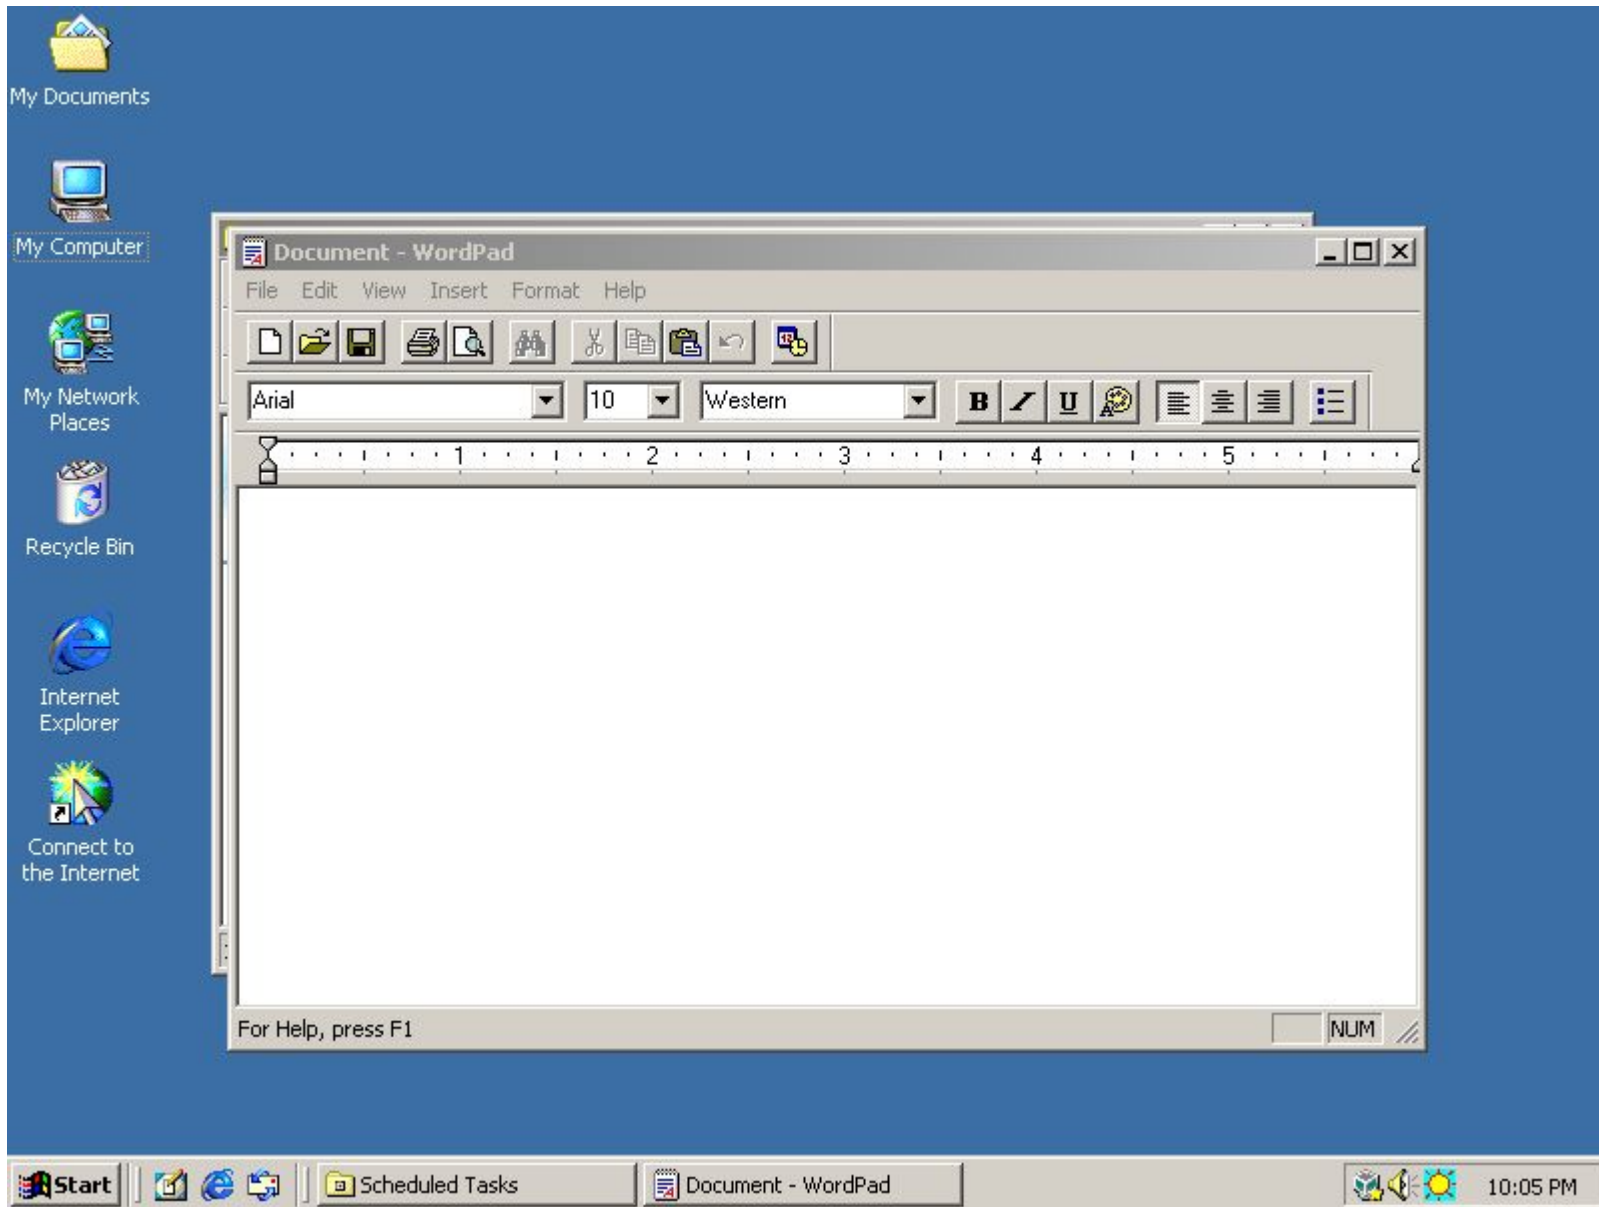 My Documents
My Computer
My Network
Places
Recycle Bin
Internet
Explorer
Connect to
the Internet
Document - WordPad
File Edit View Insert Format Help
Arial 10 Western B I U
1 2 3 4 5
For Help, press F1 NUM
Start Scheduled Tasks Document - WordPad 10:05 PM